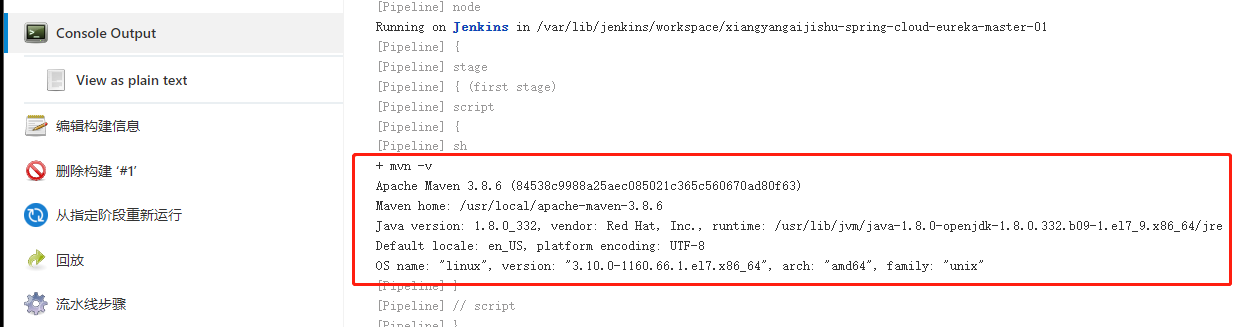 Console Output
View as plain text
编辑构建信息
删除构建 ‘#1’
从指定阶段重新运行
回放
流水线步骤
[Pipeline] node
Running on Jenkins in /var/lib/jenkins/workspace/xiangyangaijishu-spring-cloud-eureka-master-01
[Pipeline] {
[Pipeline] stage
[Pipeline] { (first stage)
[Pipeline] script
[Pipeline] {
[Pipeline] sh
+ mvn -v
Apache Maven 3.8.6 (84538c9988a25aec085021c365c560670ad80f63)
Maven home: /usr/local/apache-maven-3.8.6
Java version: 1.8.0_332, vendor: Red Hat, Inc., runtime: /usr/lib/jvm/java-1.8.0-openjdk-1.8.0.332.b09-1.el7_9.x86_64/jre
Default locale: en_US, platform encoding: UTF-8
OS name: "linux", version: "3.10.0-1160.66.1.el7.x86_64", arch: "amd64", family: "unix"
[Pipeline] }
[Pipeline] // script
[Pipeline] }